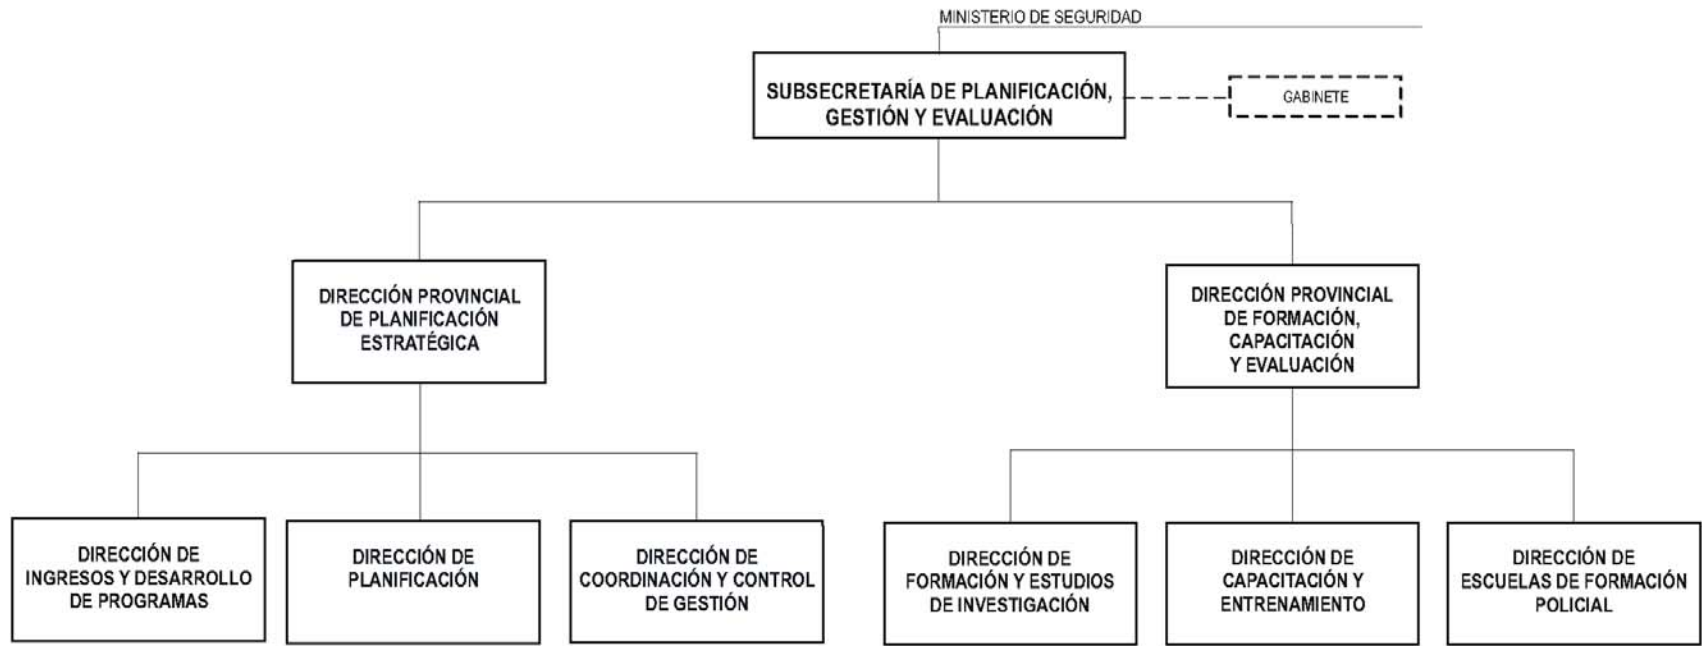 MINISTERIO DE SEGURIDAD
SUBSECRETARÍA DE PLANIFICACIÓN,
GESTIÓN Y EVALUACIÓN
GABINETE
DIRECCIÓN PROVINCIAL
DE PLANIFICACIÓN
ESTRATÉGICA
DIRECCIÓN PROVINCIAL
DE FORMACIÓN,
CAPACITACIÓN
Y EVALUACIÓN
DIRECCIÓN DE
INGRESOS Y DESARROLLO
DE PROGRAMAS
DIRECCIÓN DE
PLANIFICACIÓN
DIRECCIÓN DE
COORDINACIÓN Y CONTROL
DE GESTIÓN
DIRECCIÓN DE
FORMACIÓN Y ESTUDIOS
DE INVESTIGACIÓN
DIRECCIÓN DE
CAPACITACIÓN Y
ENTRENAMIENTO
DIRECCIÓN DE
ESCUELAS DE FORMACIÓN
POLICIAL